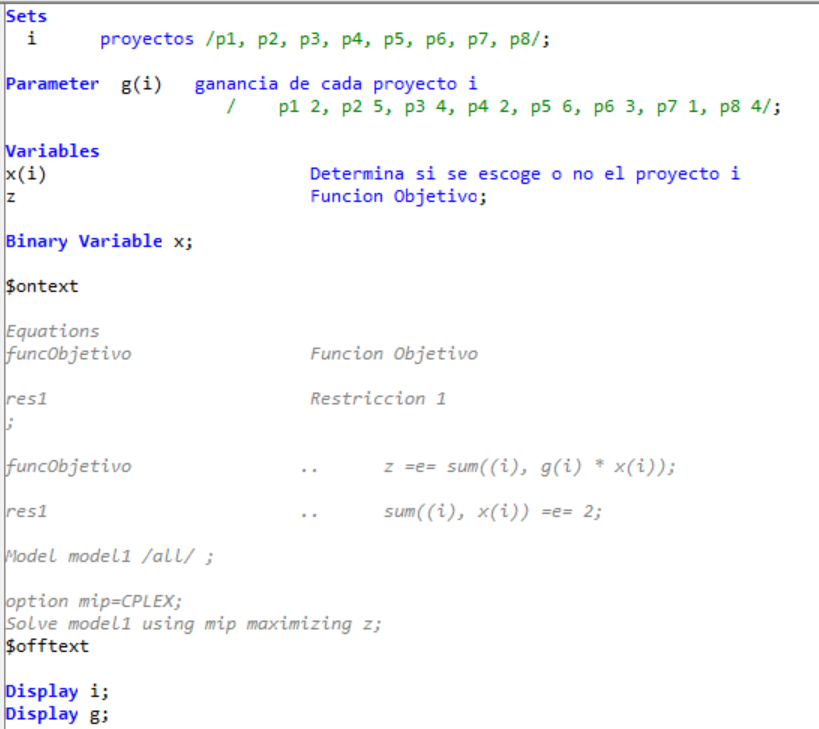 Sets
i proyectos /p1, p2, p3, p4, p5, p6, p7, p8/;
Parameter g(i) ganancia de cada proyecto i
/ p1 2, p2 5, p3 4, p4 2, p5 6, p6 3, p7 1, p8 4/;
Variables
x(i) Determina si se escoge o no el proyecto i
z Funcion Objetivo;
Binary Variable x;
$ontext
Equations
funcObjetivo Funcion Objetivo
res1 Restriccion 1
;
funcObjetivo .. z =e= sum((i), g(i) * x(i));
res1 .. sum((i), x(i)) =e= 2;
Model model1 /all/ ;
option mip=CPLEX;
Solve model1 using mip maximizing z;
$offtext
Display i;
Display g;